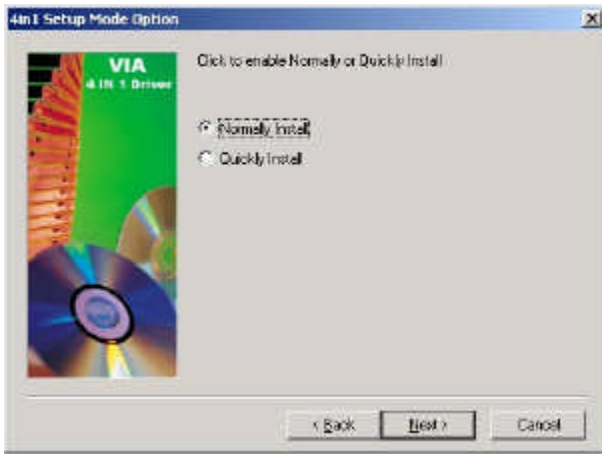 4in1 Setup Mode Option
VIA
4 IN 1 Driver
Click to enable Normally or Quickly Install
Normally Install
Quickly Install
< Back
Next >
Cancel